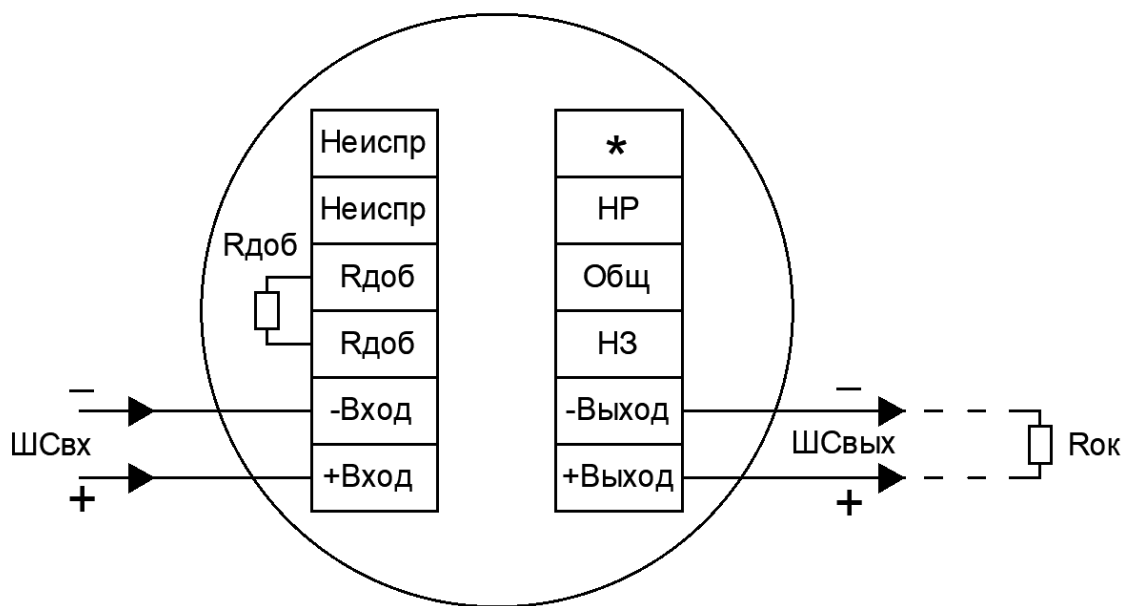 Неиспр
Неиспр
Rдоб
Rдоб
Rдоб
-Вход
+Вход
*
НР
Общ
НЗ
-Выход
+Выход
–
ШСвх
+
–
ШСвых
+
Rок